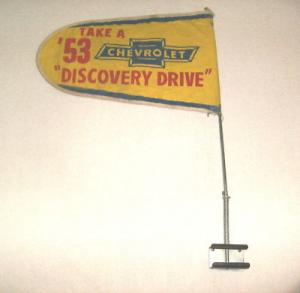 TAKE A
'53 CHEVROLET
"DISCOVERY DRIVE"